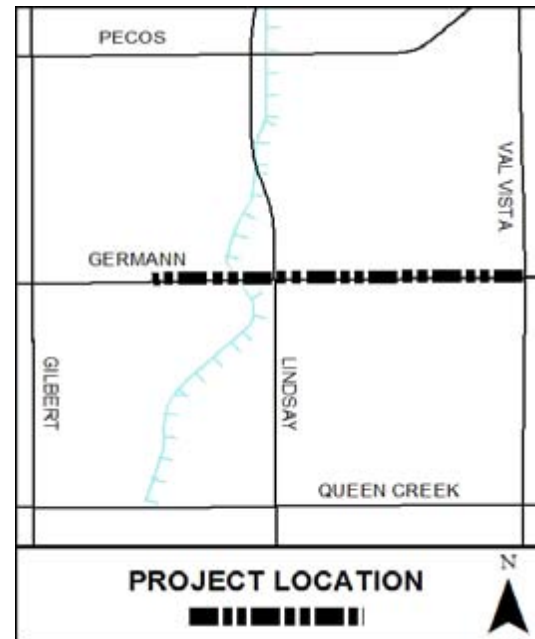 PECOS
VAL VISTA
GERMANN
GILBERT
LINDSAY
QUEEN CREEK
PROJECT LOCATION
N